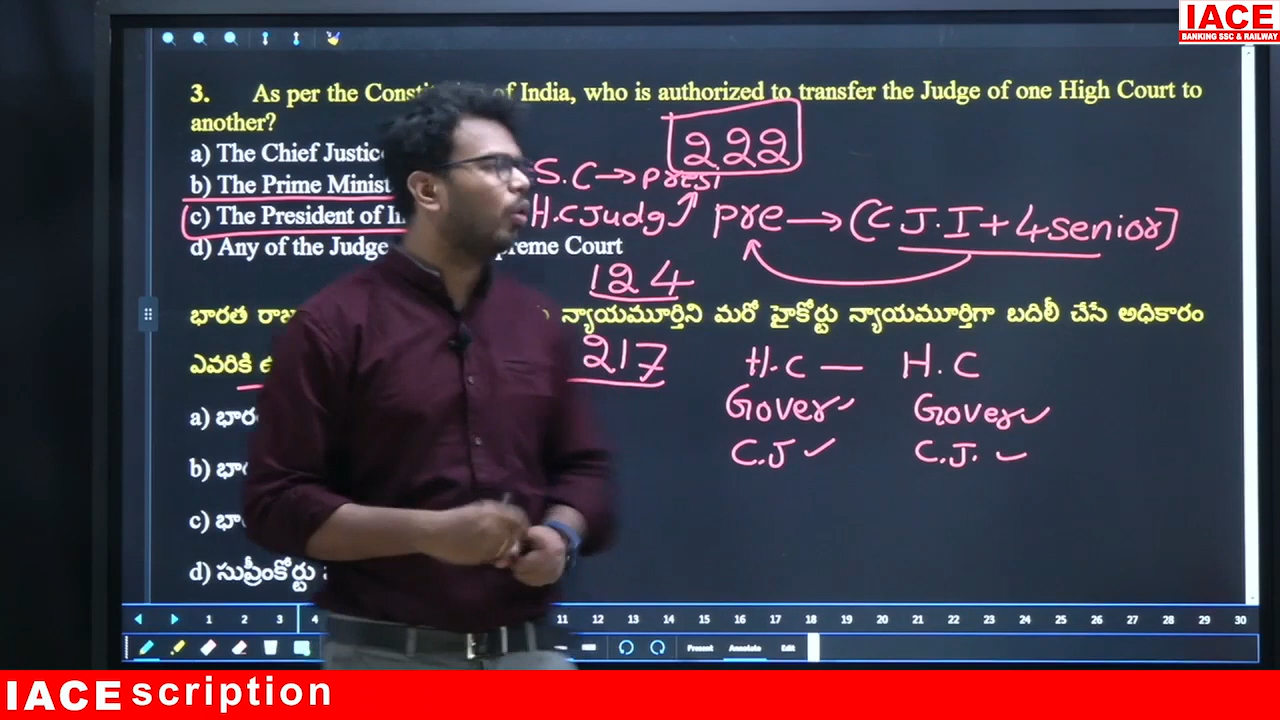 IACE
BANKING SSC & RAILWAY
3. As per the of India, who is authorized to transfer the Judge of one High Court to
another?
a) The Chief Justice
b) The Prime Minist
c) The President of In
d) Any of the Judge preme Court
222
S.C → presi
H.C Judg pre → (C J.I + 4 senior)
124
భారత న్యాయమూర్తిని మరో హైకోర్టు న్యాయమూర్తిగా బదిలీ చేసే అధికారం
ఎవరికి
217 H.C — H.C
Gover Gover
C.J C.J.
a) భార
b) భా
c) భా
d) సుప్రీంకోర్టు
1 2 3 4 11 12 13 14 15 16 17 18 19 20 21 22 23 24 25 26 27 28 29 30
Present Annotate Edit
IACE scription